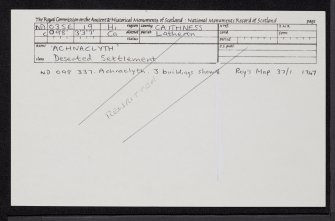 The Royal Commission on the Ancient & Historical Monuments of Scotland - National Monuments Record of Scotland
ND 03 SE 19 Hi CAITHNESS
c 098 337 Ca Latheron
'ACHNACLYTH'
Deserted Settlement
ND 098 337. Achnaclyth. 3 buildings shown Roy's Map 37/1 1747
REWRITTEN